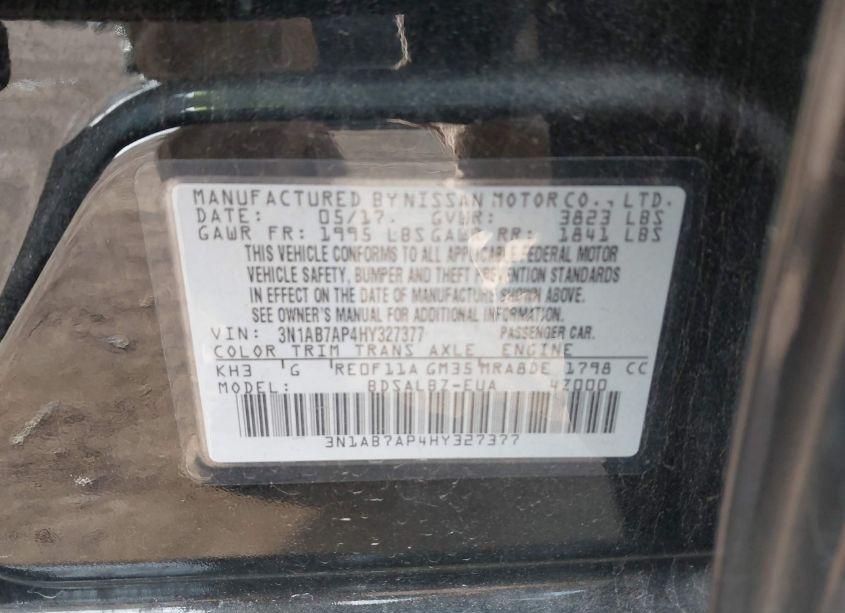 MANUFACTURED BY NISSAN MOTOR CO., LTD.
DATE: 05/17. GVWR: 3823 LBS
GAWR FR: 1995 LBS GAWR RR: 1841 LBS
THIS VEHICLE CONFORMS TO ALL APPLICABLE FEDERAL MOTOR
VEHICLE SAFETY, BUMPER AND THEFT PREVENTION STANDARDS
IN EFFECT ON THE DATE OF MANUFACTURE SHOWN ABOVE.
SEE OWNER'S MANUAL FOR ADDITIONAL INFORMATION.
VIN: 3N1AB7AP4HY327377 PASSENGER CAR.
COLOR TRIM TRANS AXLE ENGINE
KH3 G RE0F11A GM35 MRA8DE 1798 CC
MODEL: BDSALBZ-EUA 4Z000
3N1AB7AP4HY327377